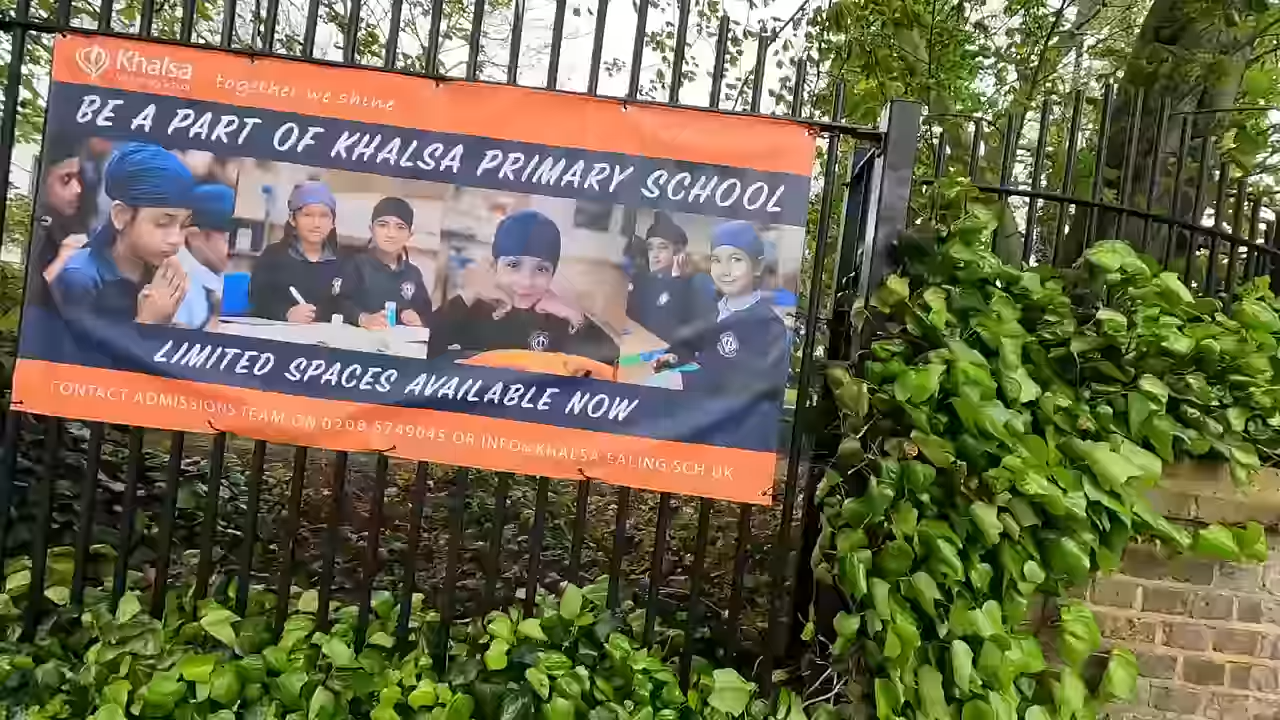 Khalsa
together we shine
BE A PART OF KHALSA PRIMARY SCHOOL
LIMITED SPACES AVAILABLE NOW
CONTACT ADMISSIONS TEAM ON 0208 5749045 OR INFO@KHALSA-EALING.SCH.UK